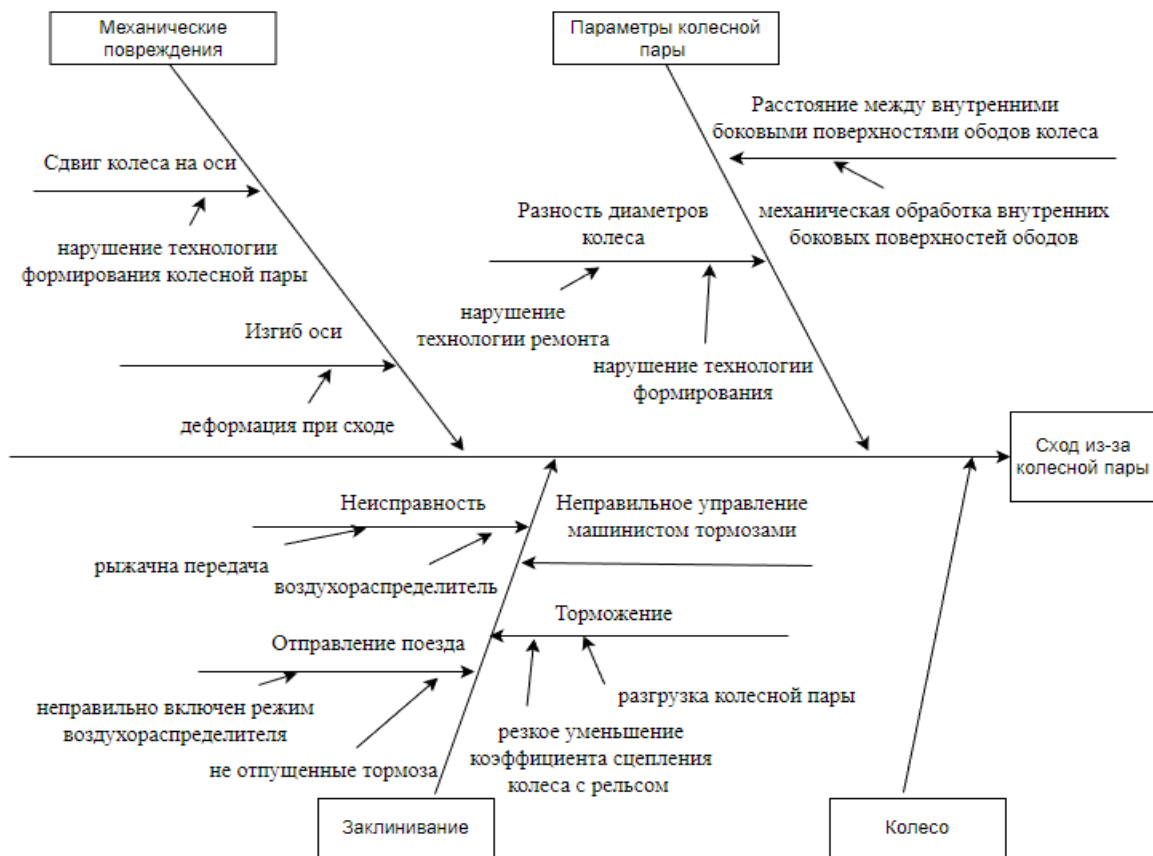 Механические
повреждения
Параметры колесной
пары
Расстояние между внутренними
боковыми поверхностями ободов колеса
Сдвиг колеса на оси
механическая обработка внутренних
боковых поверхностей ободов
Разность диаметров
колеса
нарушение технологии
формирования колесной пары
нарушение
технологии ремонта
Изгиб оси
нарушение технологии
формирования
деформация при сходе
Сход из-за
колесной пары
Неисправность
Неправильное управление
машинистом тормозами
рыжачна передача
воздухораспределитель
Торможение
Отправление поезда
разгрузка колесной пары
неправильно включен режим
воздухораспределителя
резкое уменьшение
коэффициента сцепления
колеса с рельсом
не отпущенные тормоза
Заклинивание
Колесо